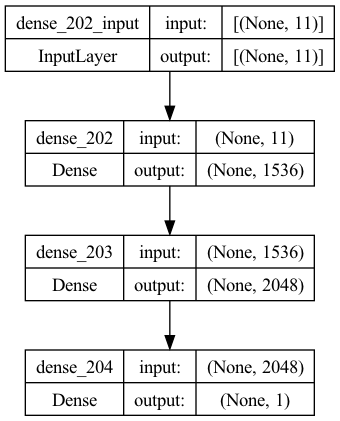 dense_202_input input: [(None, 11)]
InputLayer output: [(None, 11)]
dense_202 input: (None, 11)
Dense output: (None, 1536)
dense_203 input: (None, 1536)
Dense output: (None, 2048)
dense_204 input: (None, 2048)
Dense output: (None, 1)